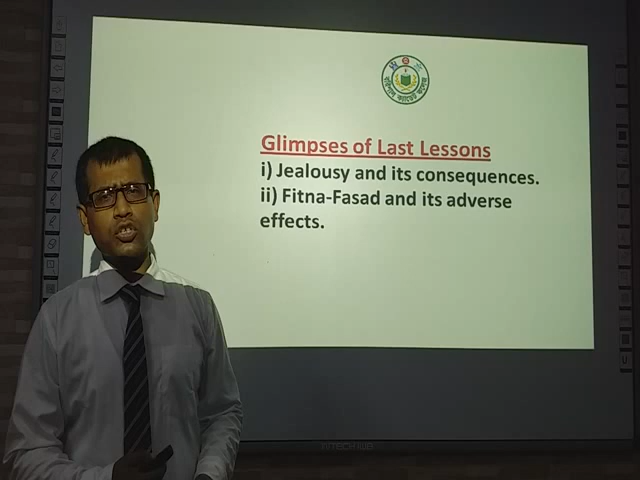 Glimpses of Last Lessons
i) Jealousy and its consequences.
ii) Fitna-Fasad and its adverse
effects.